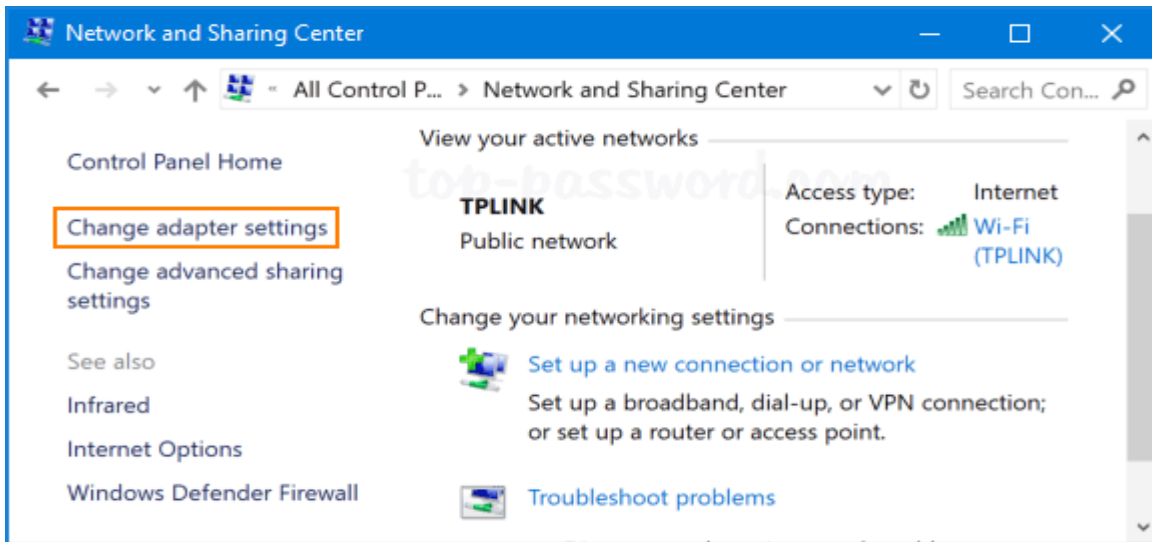 Network and Sharing Center
All Control P... > Network and Sharing Center
Search Con...
Control Panel Home
Change adapter settings
Change advanced sharing
settings
See also
Infrared
Internet Options
Windows Defender Firewall
View your active networks
top-password.com
TPLINK
Public network
Access type: Internet
Connections: Wi-Fi
(TPLINK)
Change your networking settings
Set up a new connection or network
Set up a broadband, dial-up, or VPN connection;
or set up a router or access point.
Troubleshoot problems